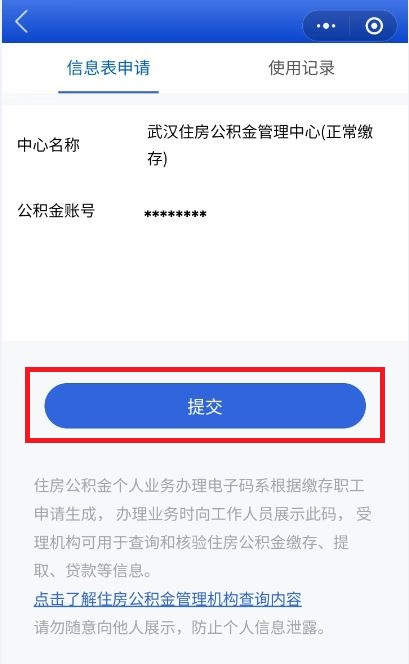 信息表申请 使用记录
中心名称 武汉住房公积金管理中心(正常缴
存)
公积金账号 ********
提交
住房公积金个人业务办理电子码系根据缴存职工
申请生成，办理业务时向工作人员展示此码，受
理机构可用于查询和核验住房公积金缴存、提
取、贷款等信息。
点击了解住房公积金管理机构查询内容
请勿随意向他人展示，防止个人信息泄露。